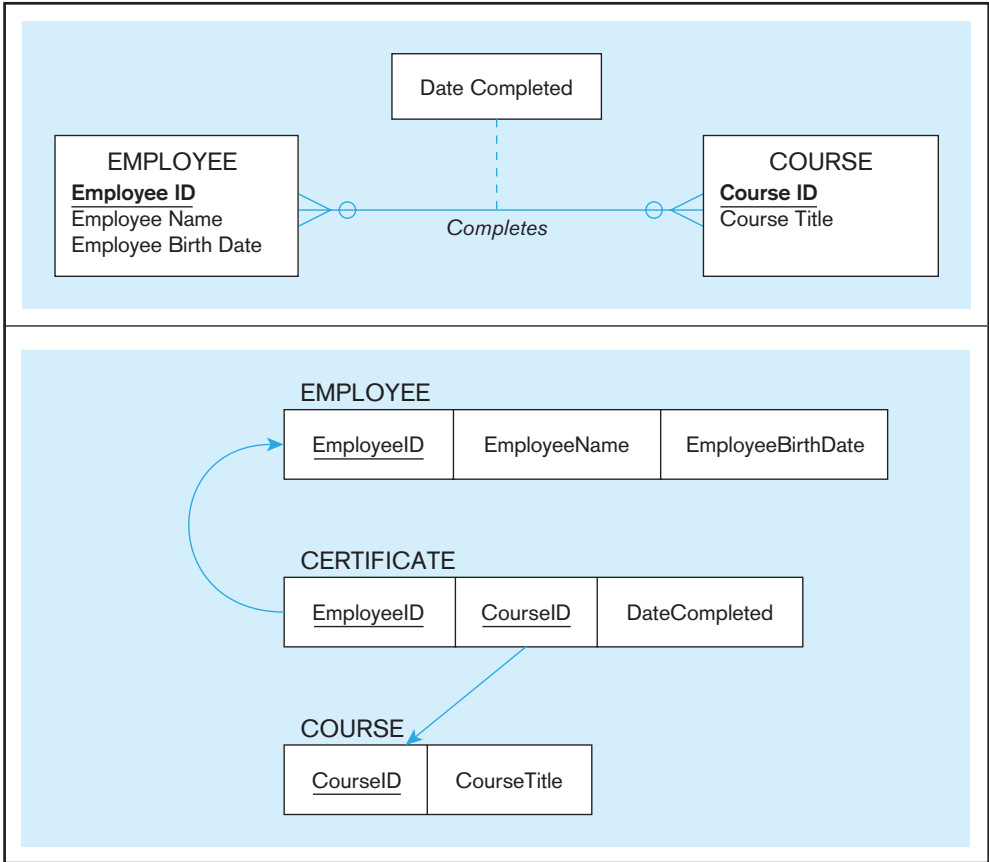 Date Completed
EMPLOYEE
Employee ID
Employee Name
Employee Birth Date
Completes
COURSE
Course ID
Course Title
EMPLOYEE
EmployeeID
EmployeeName
EmployeeBirthDate
CERTIFICATE
EmployeeID
CourseID
DateCompleted
COURSE
CourseID
CourseTitle